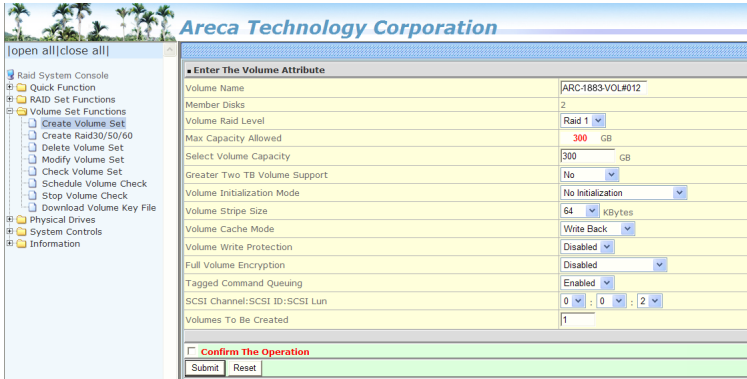 Areca Technology Corporation
|open all|close all|
Raid System Console
Quick Function
RAID Set Functions
Volume Set Functions
Create Volume Set
Create Raid30/50/60
Delete Volume Set
Modify Volume Set
Check Volume Set
Schedule Volume Check
Stop Volume Check
Download Volume Key File
Physical Drives
System Controls
Information
Enter The Volume Attribute
Volume Name ARC-1883-VOL#012
Member Disks 2
Volume Raid Level Raid 1
Max Capacity Allowed 300 GB
Select Volume Capacity 300 GB
Greater Two TB Volume Support No
Volume Initialization Mode No Initialization
Volume Stripe Size 64 KBytes
Volume Cache Mode Write Back
Volume Write Protection Disabled
Full Volume Encryption Disabled
Tagged Command Queuing Enabled
SCSI Channel:SCSI ID:SCSI Lun 0 : 0 : 2
Volumes To Be Created 1
Confirm The Operation
Submit Reset